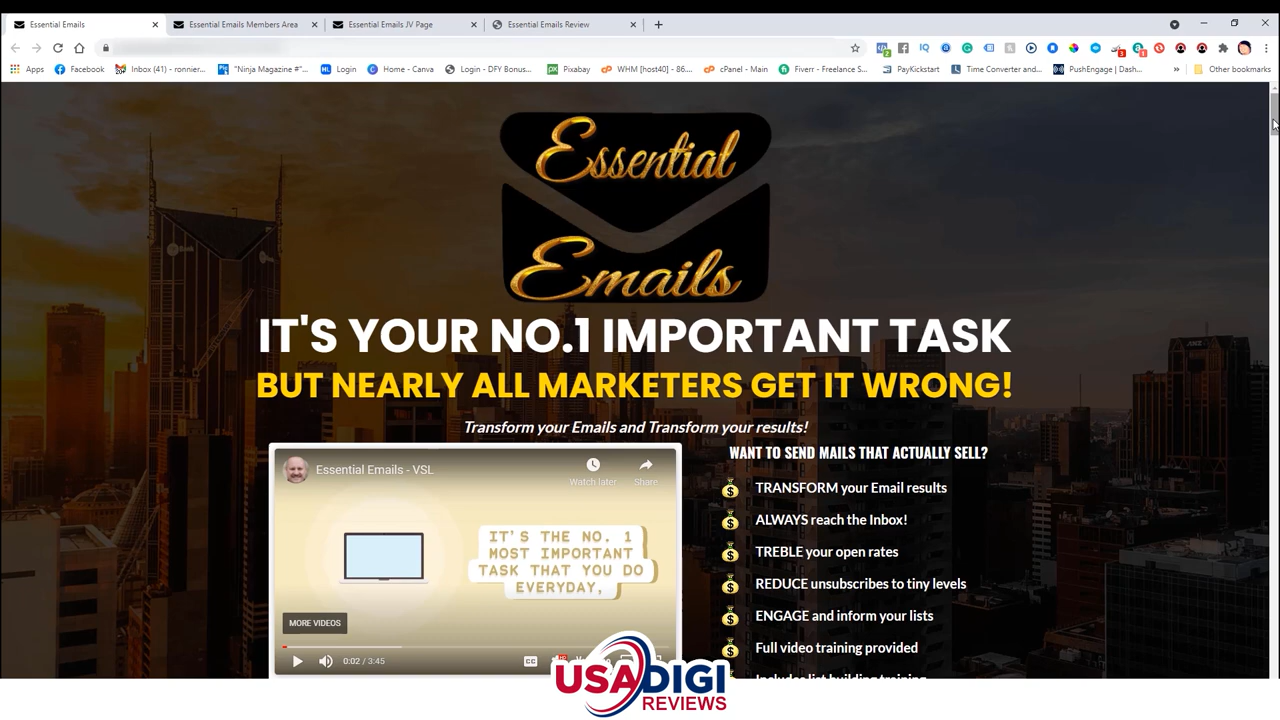 Essential Emails
Essential Emails Members Area
Essential Emails JV Page
Essential Emails Review
Apps
Facebook
Inbox (41) - ronnier...
"Ninja Magazine #"...
Login
Home - Canva
Login - DFY Bonus...
Pixabay
WHM [host40] - 86....
cPanel - Main
Fiverr - Freelance S...
PayKickstart
Time Converter and...
PushEngage | Dash...
»
Other bookmarks
Essential
Emails
IT'S YOUR NO.1 IMPORTANT TASK
BUT NEARLY ALL MARKETERS GET IT WRONG!
Transform your Emails and Transform your results!
Essential Emails - VSL
Watch later
Share
IT'S THE NO. 1
MOST IMPORTANT
TASK THAT YOU DO
EVERYDAY,
MORE VIDEOS
0:02 / 3:45
CC
WANT TO SEND MAILS THAT ACTUALLY SELL?
TRANSFORM your Email results
ALWAYS reach the Inbox!
TREBLE your open rates
REDUCE unsubscribes to tiny levels
ENGAGE and inform your lists
Full video training provided
Includes list building training
USADIGI
REVIEWS